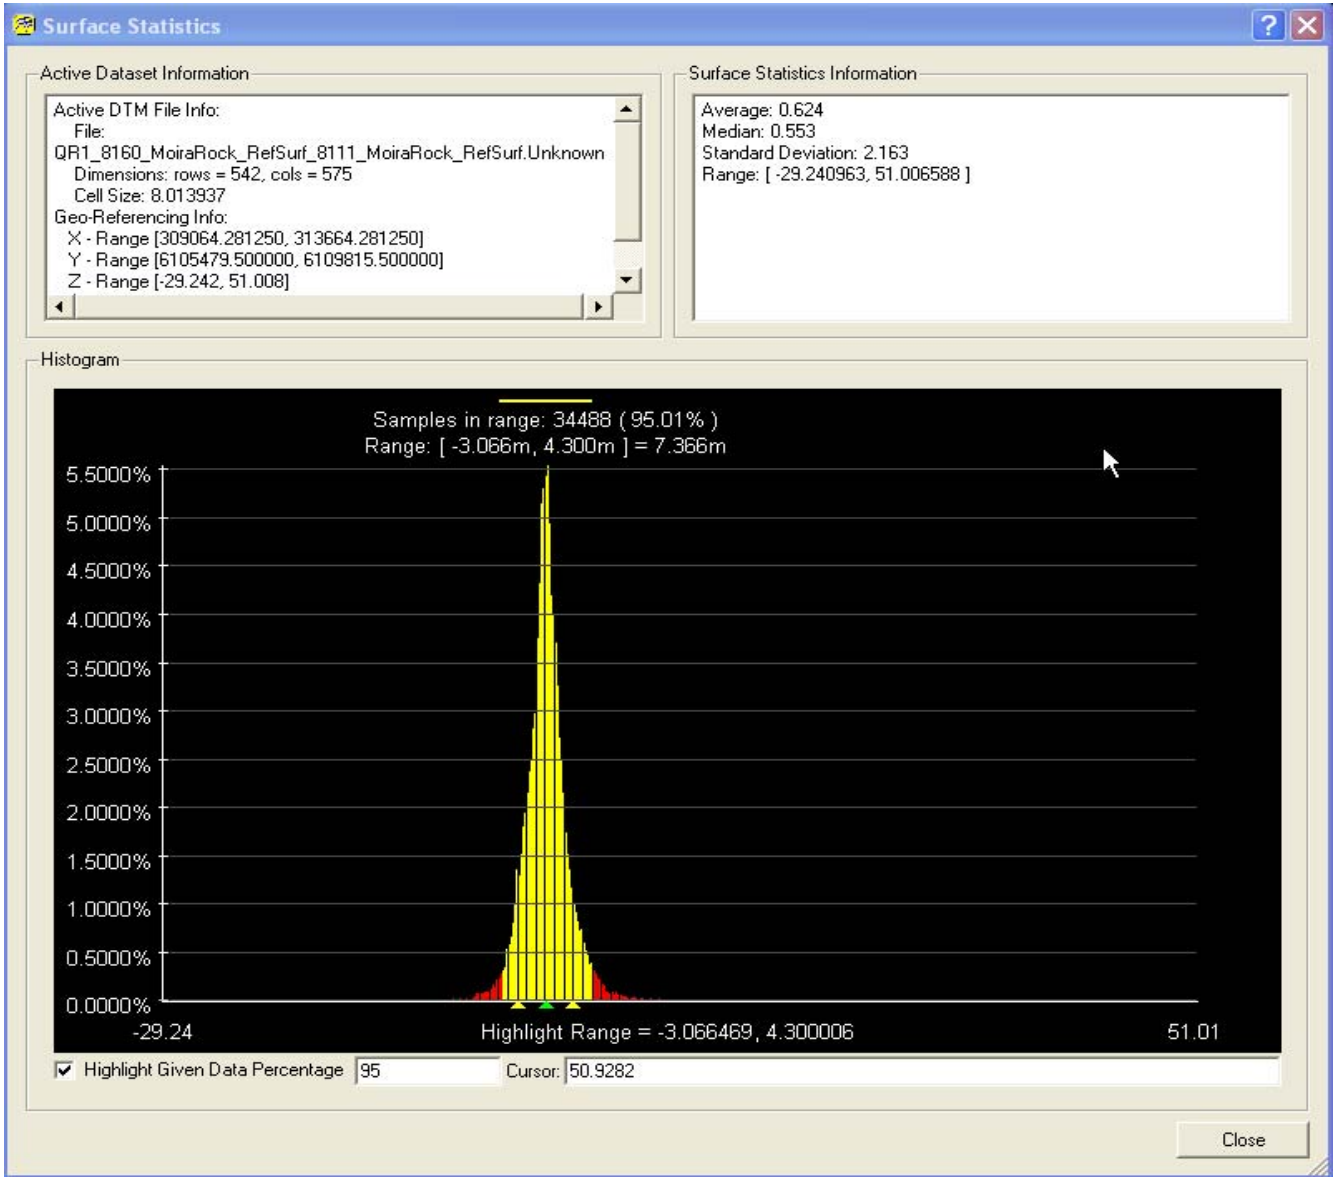 Surface Statistics
Active Dataset Information
Active DTM File Info:
File:
QR1_8160_MoiraRock_RefSurf_8111_MoiraRock_RefSurf.Unknown
Dimensions: rows = 542, cols = 575
Cell Size: 8.013937
Geo-Referencing Info:
X - Range [309064.281250, 313664.281250]
Y - Range [6105479.500000, 6109815.500000]
Z - Range [-29.242, 51.008]
Surface Statistics Information
Average: 0.624
Median: 0.553
Standard Deviation: 2.163
Range: [ -29.240963, 51.006588 ]
Histogram
Samples in range: 34488 ( 95.01% )
Range: [ -3.066m, 4.300m ] = 7.366m
5.5000%
5.0000%
4.5000%
4.0000%
3.5000%
3.0000%
2.5000%
2.0000%
1.5000%
1.0000%
0.5000%
0.0000%
-29.24 Highlight Range = -3.066469, 4.300006 51.01
Highlight Given Data Percentage 95 Cursor: 50.9282
Close